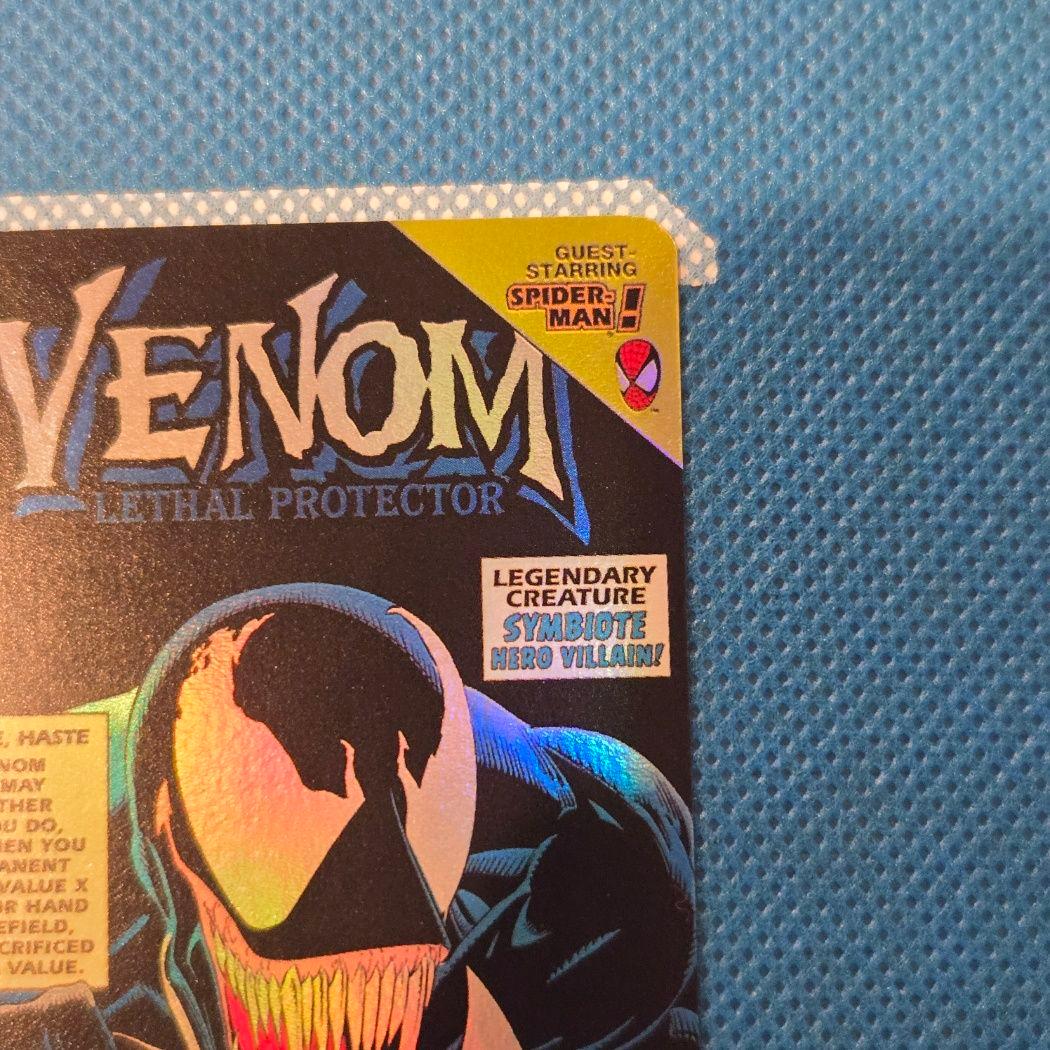 GUEST-
STARRING
SPIDER-
MAN!
VENOM
LETHAL PROTECTOR
LEGENDARY
CREATURE
SYMBIOTE
HERO VILLAIN!
, HASTE
NOM
MAY
THER
U DO,
EN YOU
ANENT
VALUE X
R HAND
EFIELD,
CRIFICED
VALUE.